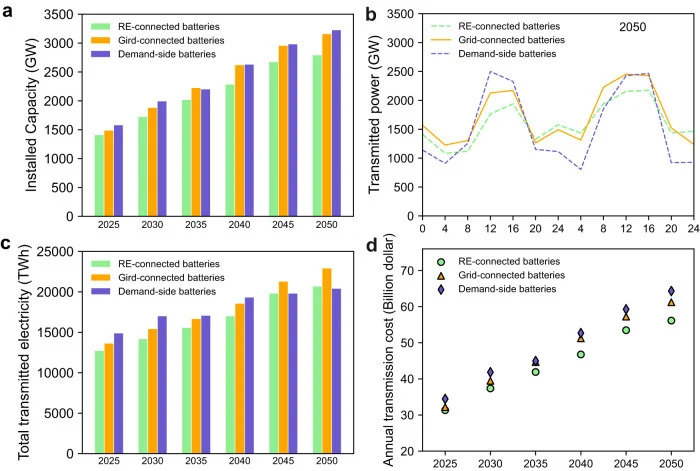 a
Installed Capacity (GW)
3500
3000
2500
2000
1500
1000
500
0
RE-connected batteries
Gird-connected batteries
Demand-side batteries
2025 2030 2035 2040 2045 2050
b
Transmitted power (GW)
3500
3000
2500
2000
1500
1000
500
0
RE-connected batteries
Grid-connected batteries
Demand-side batteries
2050
0 4 8 12 16 20 24 4 8 12 16 20 24
c
Total transmitted electricity (TWh)
25000
20000
15000
10000
5000
0
RE-connected batteries
Gird-connected batteries
Demand-side batteries
2025 2030 2035 2040 2045 2050
d
Annual transmission cost (Billion dollar)
70
60
50
40
30
20
RE-connected batteries
Grid-connected batteries
Demand-side batteries
2025 2030 2035 2040 2045 2050